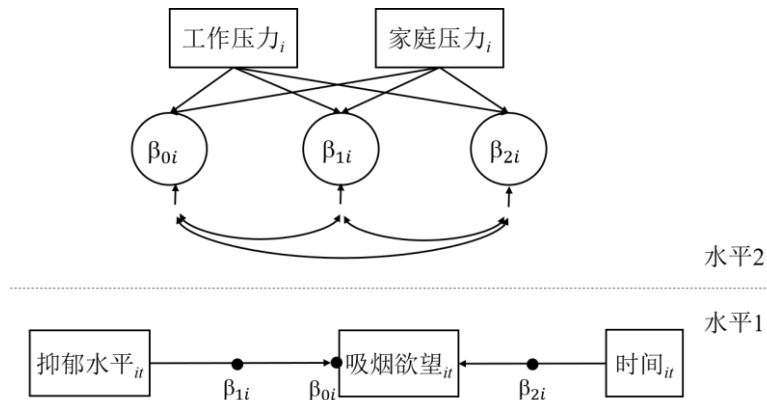 工作压力i 家庭压力i
β0i β1i β2i
水平2
水平1
抑郁水平it 吸烟欲望it 时间it
β1i β0i β2i